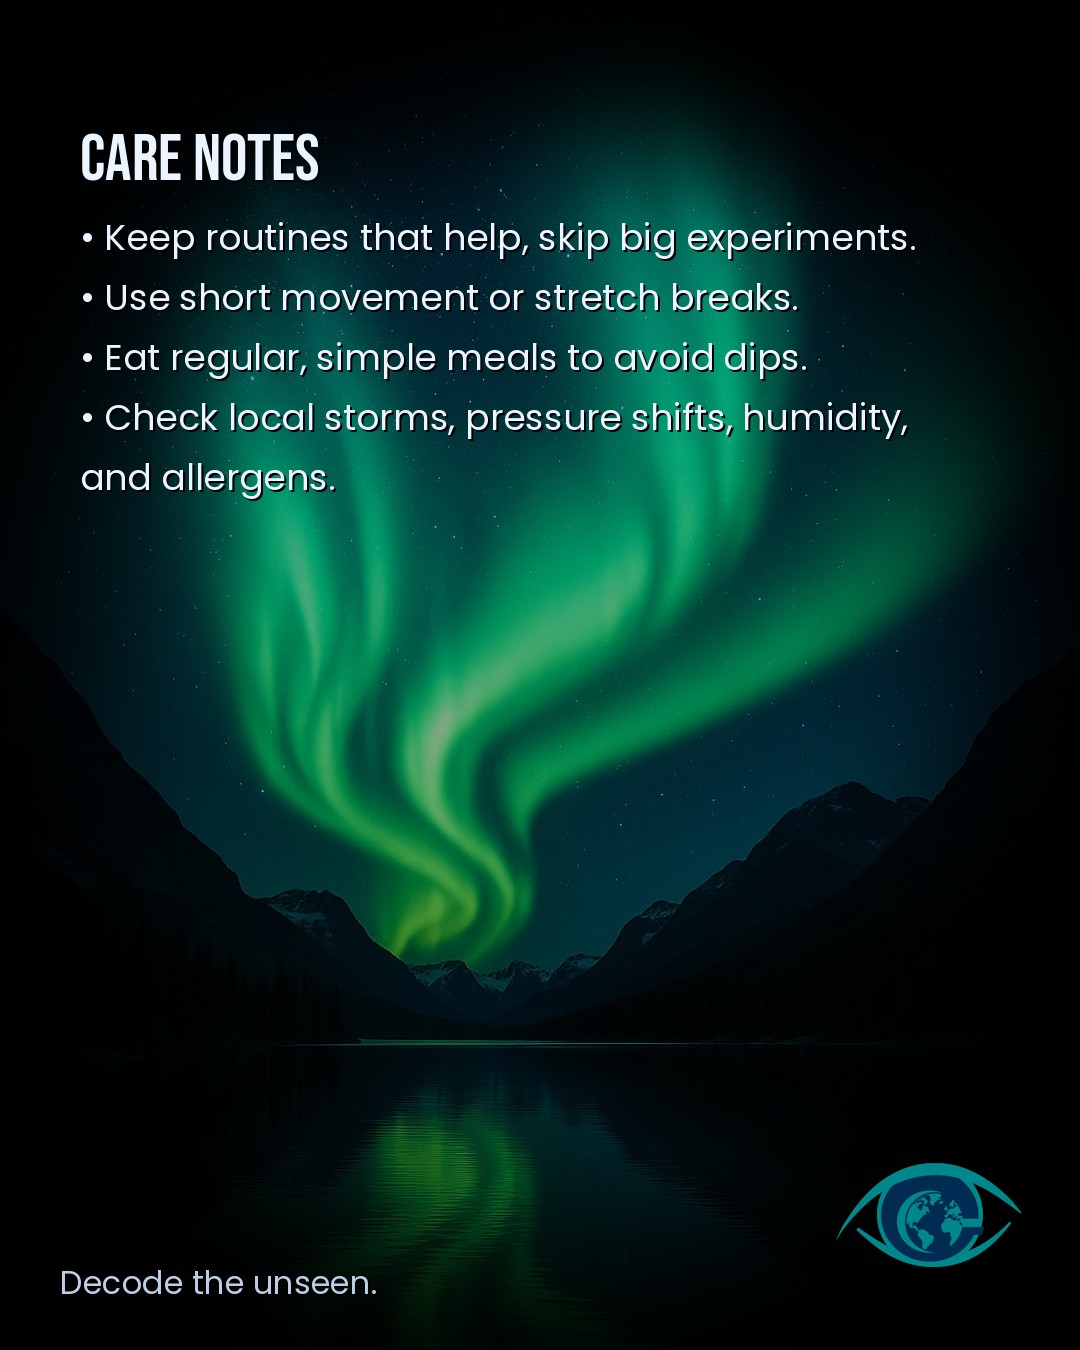 CARE NOTES
• Keep routines that help, skip big experiments.
• Use short movement or stretch breaks.
• Eat regular, simple meals to avoid dips.
• Check local storms, pressure shifts, humidity,
and allergens.
Decode the unseen.